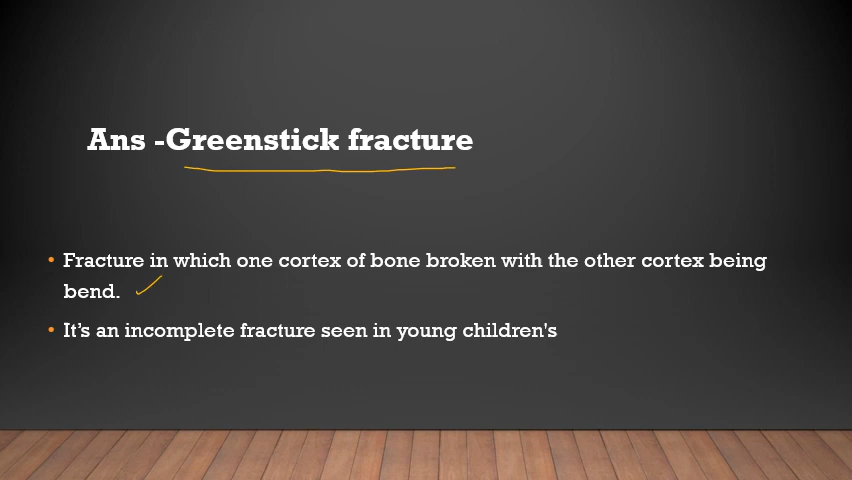 Ans -Greenstick fracture
• Fracture in which one cortex of bone broken with the other cortex being
bend.
• It's an incomplete fracture seen in young children's